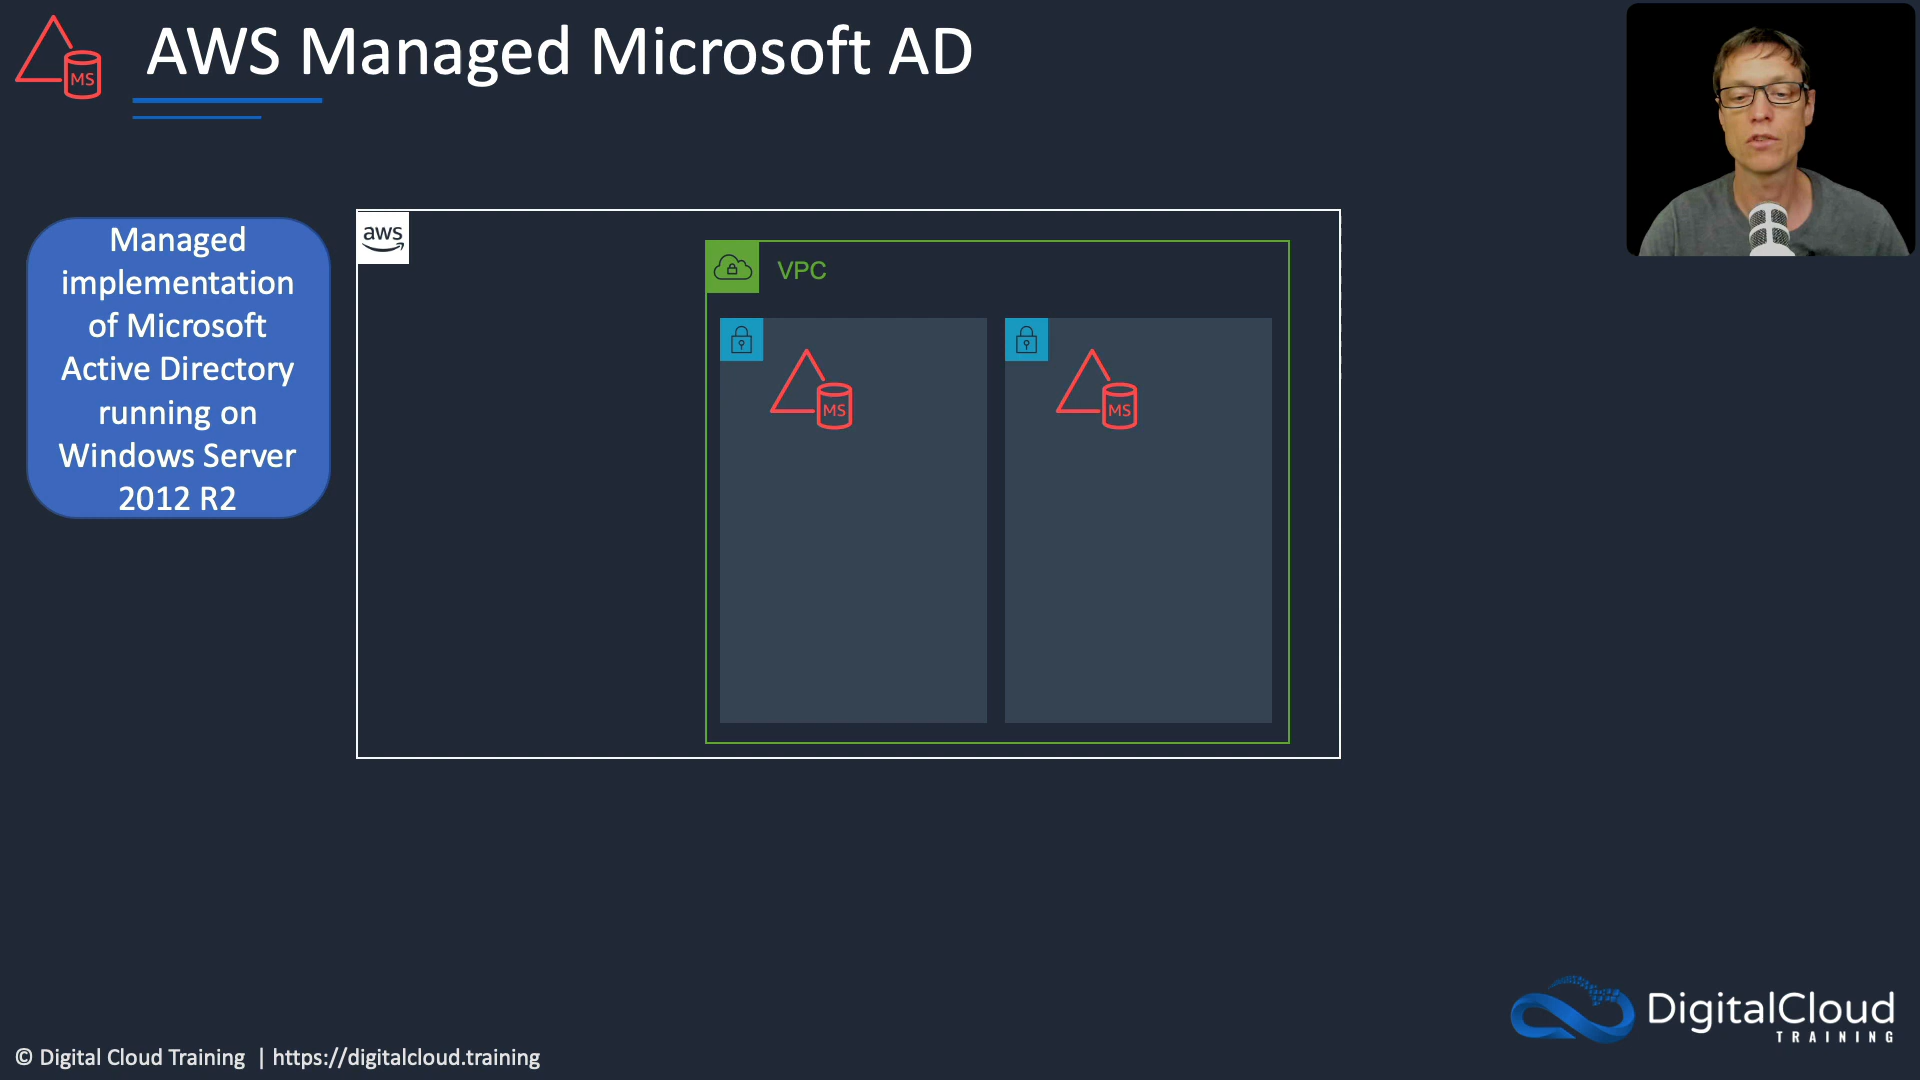 MS
AWS Managed Microsoft AD
Managed
implementation
of Microsoft
Active Directory
running on
Windows Server
2012 R2
aws
VPC
MS
MS
DigitalCloud
TRAINING
© Digital Cloud Training | https://digitalcloud.training